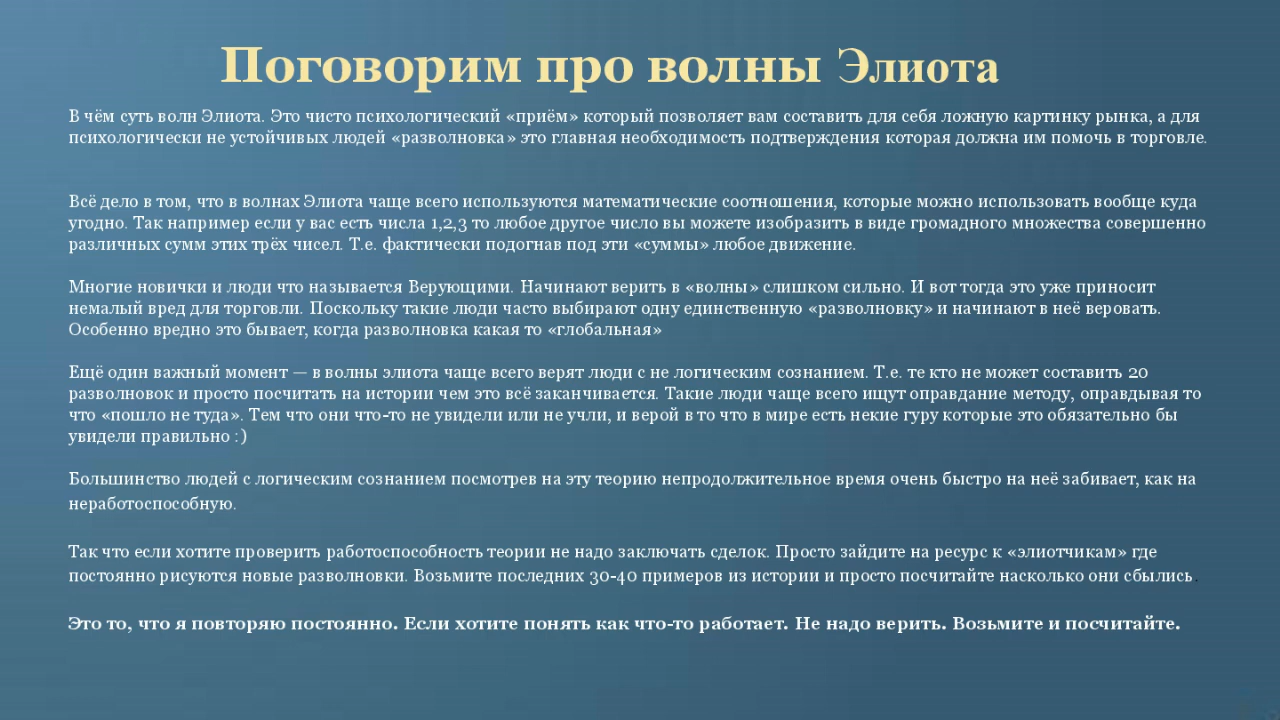 Поговорим про волны Элиота
В чём суть волн Элиота. Это чисто психологический «приём» который позволяет вам составить для себя ложную картинку рынка, а для
психологически не устойчивых людей «разволновка» это главная необходимость подтверждения которая должна им помочь в торговле.
Всё дело в том, что в волнах Элиота чаще всего используются математические соотношения, которые можно использовать вообще куда
угодно. Так например если у вас есть числа 1,2,3 то любое другое число вы можете изобразить в виде громадного множества совершенно
различных сумм этих трёх чисел. Т.е. фактически подогнав под эти «суммы» любое движение.
Многие новички и люди что называется Верующими. Начинают верить в «волны» слишком сильно. И вот тогда это уже приносит
немалый вред для торговли. Поскольку такие люди часто выбирают одну единственную «разволновку» и начинают в неё веровать.
Особенно вредно это бывает, когда разволновка какая то «глобальная»
Ещё один важный момент — в волны элиота чаще всего верят люди с не логическим сознанием. Т.е. те кто не может составить 20
разволновок и просто посчитать на истории чем это всё заканчивается. Такие люди чаще всего ищут оправдание методу, оправдывая то
что «пошло не туда». Тем что они что-то не увидели или не учли, и верой в то что в мире есть некие гуру которые это обязательно бы
увидели правильно :)
Большинство людей с логическим сознанием посмотрев на эту теорию непродолжительное время очень быстро на неё забивает, как на
неработоспособную.
Так что если хотите проверить работоспособность теории не надо заключать сделок. Просто зайдите на ресурс к «элиотчикам» где
постоянно рисуются новые разволновки. Возьмите последних 30-40 примеров из истории и просто посчитайте насколько они сбылись.
Это то, что я повторяю постоянно. Если хотите понять как что-то работает. Не надо верить. Возьмите и посчитайте.